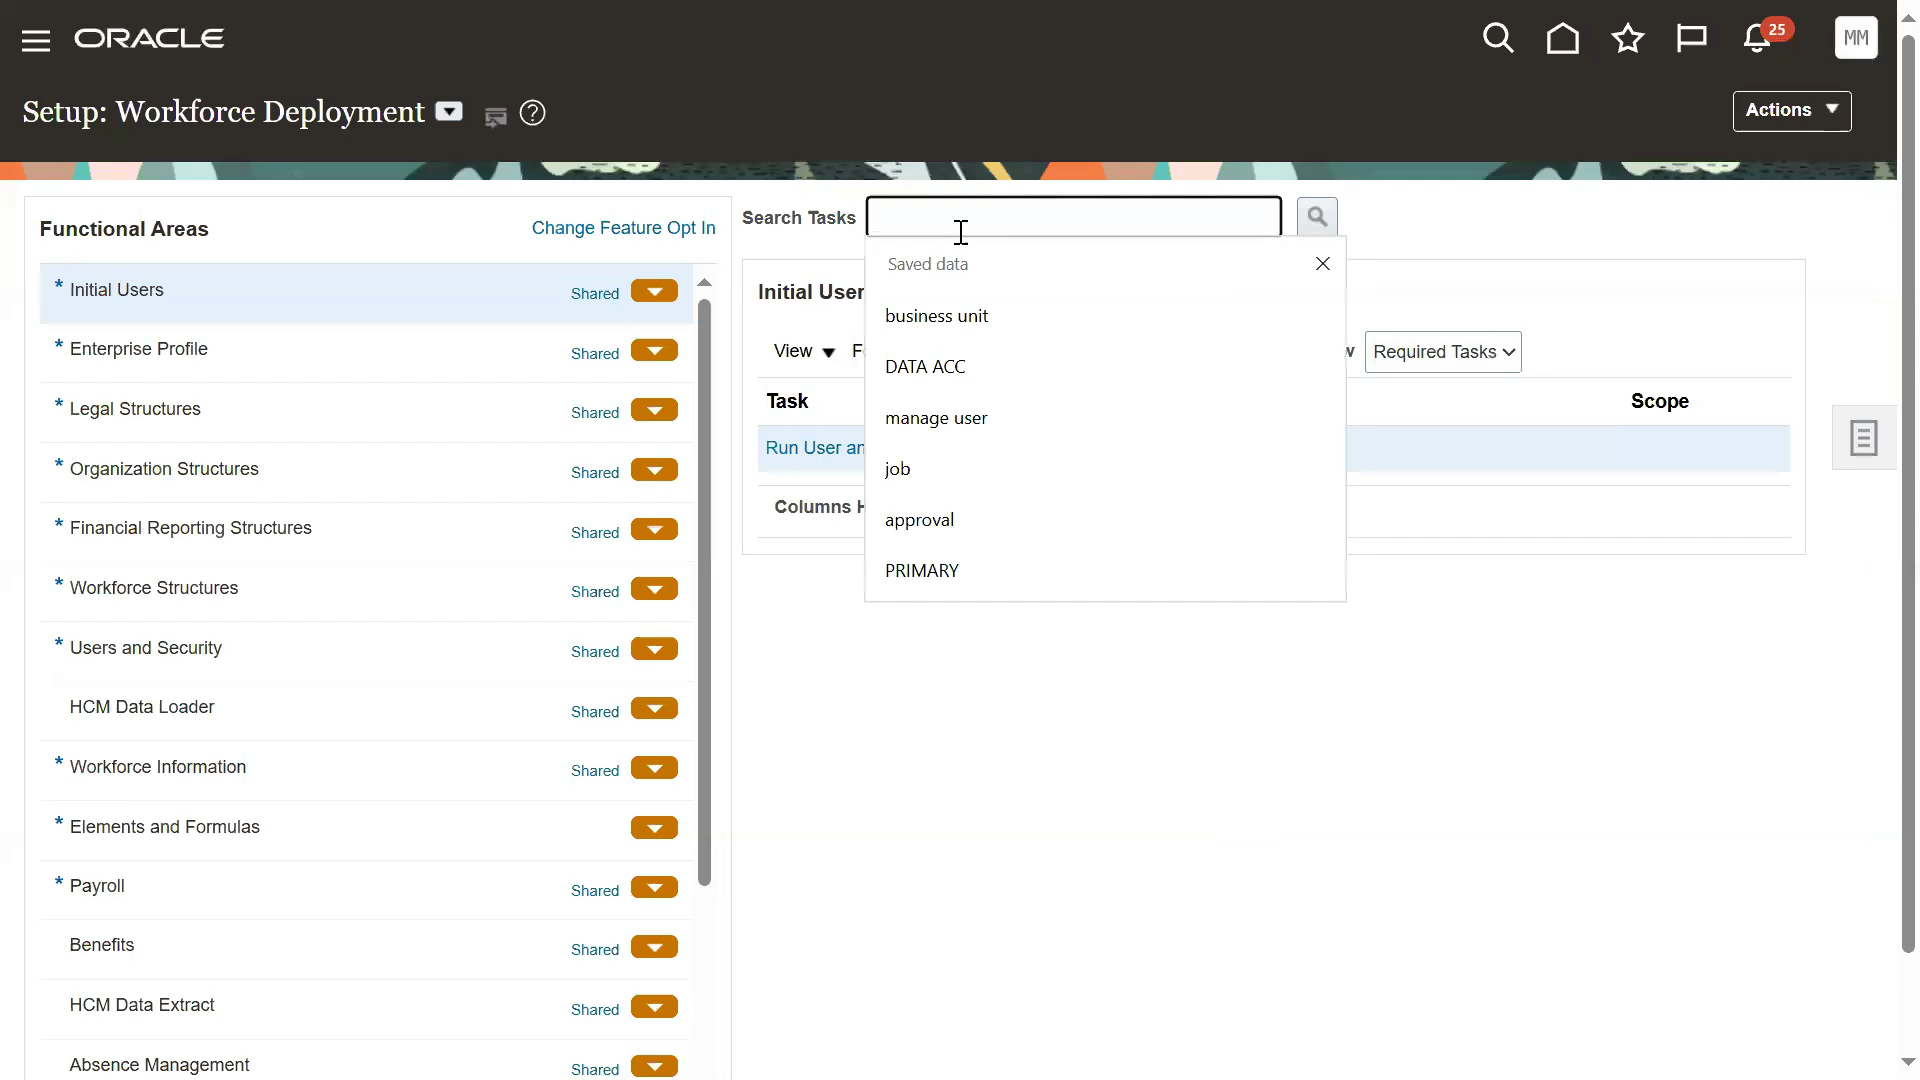 ORACLE
25
MM
Setup: Workforce Deployment
Actions
Functional Areas
Change Feature Opt In
Search Tasks
* Initial Users Shared
* Enterprise Profile Shared
* Legal Structures Shared
* Organization Structures Shared
* Financial Reporting Structures Shared
* Workforce Structures Shared
* Users and Security Shared
HCM Data Loader Shared
* Workforce Information Shared
* Elements and Formulas
* Payroll Shared
Benefits Shared
HCM Data Extract Shared
Absence Management Shared
Saved data
business unit
DATA ACC
manage user
job
approval
PRIMARY
Initial User
View
Required Tasks
Task
Scope
Run User
Columns